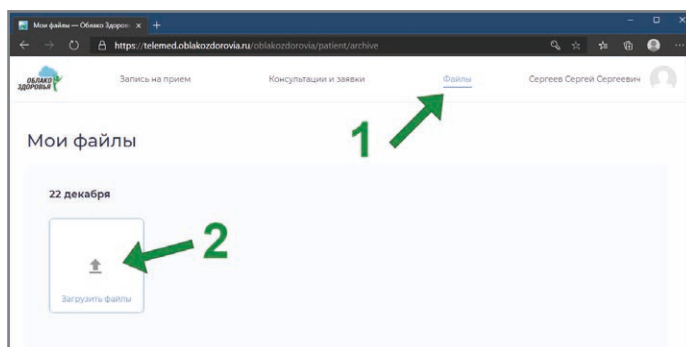 Мои файлы — Облако Здоров
https://telemed.oblakozdorovia.ru/oblakozdorovia/patient/archive
ОБЛАКО
ЗДОРОВЬЯ
Запись на прием
Консультации и заявки
Файлы
Сергеев Сергей Сергеевич
1
Мои файлы
22 декабря
2
Загрузить файлы